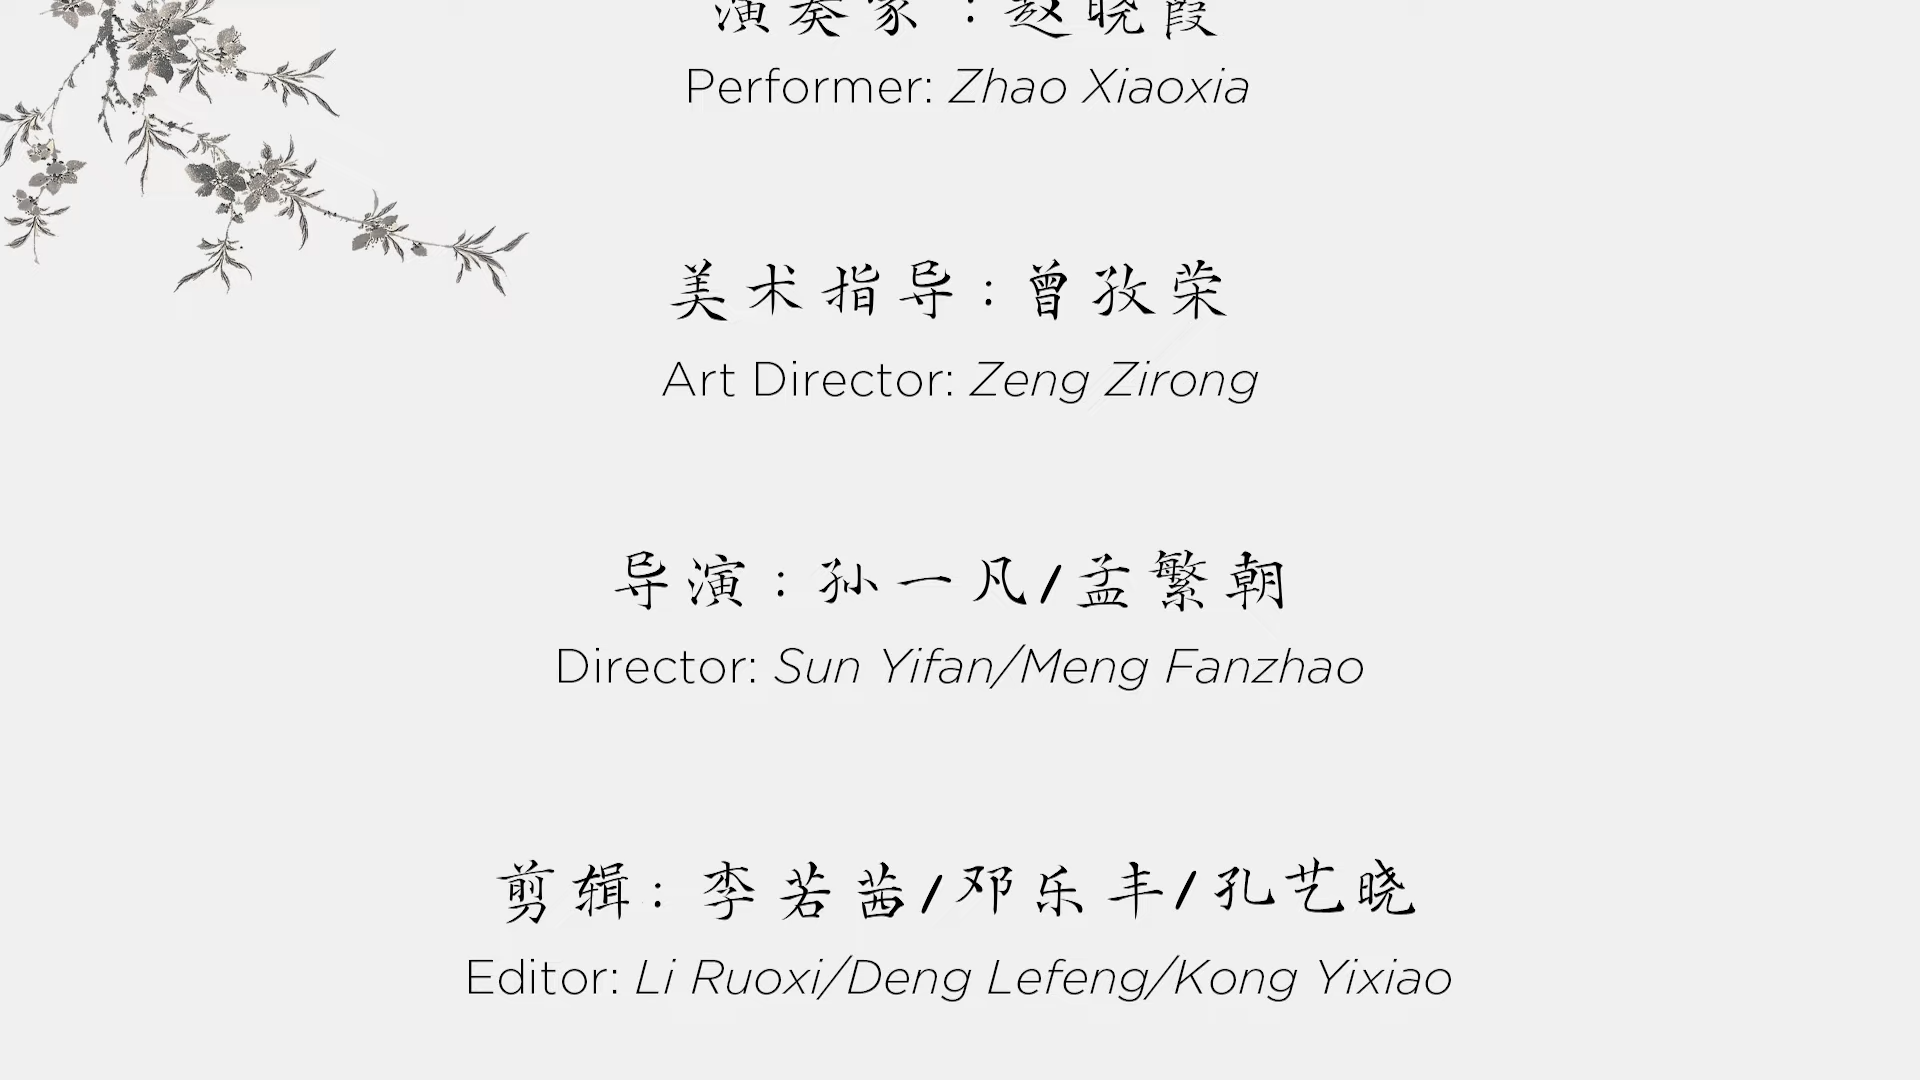 演奏家：赵晓霞
Performer: Zhao Xiaoxia
美术指导：曾孜荣
Art Director: Zeng Zirong
导演：孙一凡/孟繁朝
Director: Sun Yifan/Meng Fanzhao
剪辑：李若茜/邓乐丰/孔艺晓
Editor: Li Ruoxi/Deng Lefeng/Kong Yixiao